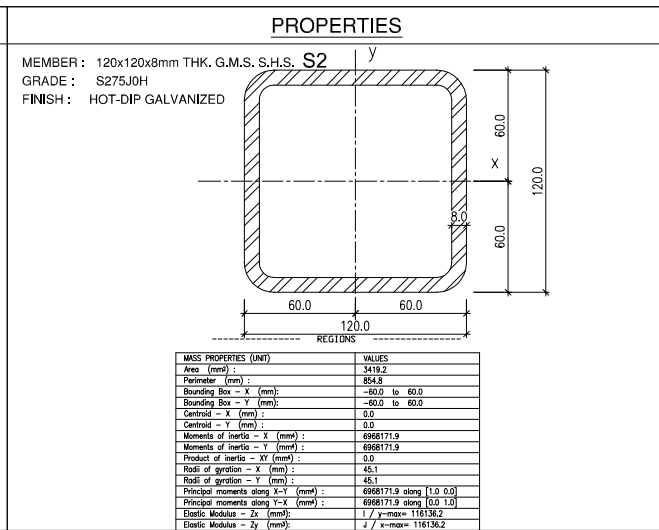 PROPERTIES
MEMBER : 120x120x8mm THK. G.M.S. S.H.S. S2
GRADE : S275J0H
FINISH : HOT-DIP GALVANIZED
y
X
60.0
60.0
120.0
8.0
60.0 60.0
120.0
REGIONS
MASS PROPERTIES (UNIT) VALUES
Area (mm²) : 3419.2
Perimeter (mm) : 854.8
Bounding Box - X (mm): -60.0 to 60.0
Bounding Box - Y (mm): -60.0 to 60.0
Centroid - X (mm) : 0.0
Centroid - Y (mm) : 0.0
Moments of inertia - X (mm⁴) : 6968171.9
Moments of inertia - Y (mm⁴) : 6968171.9
Product of inertia - XY (mm⁴) : 0.0
Radii of gyration - X (mm) : 45.1
Radii of gyration - Y (mm) : 45.1
Principal moments along X-Y (mm⁴) : 6968171.9 along [1.0 0.0]
Principal moments along Y-X (mm⁴) : 6968171.9 along [0.0 1.0]
Elastic Modulus - Zx (mm³): I / y-max= 116136.2
Elastic Modulus - Zy (mm³): J / x-max= 116136.2